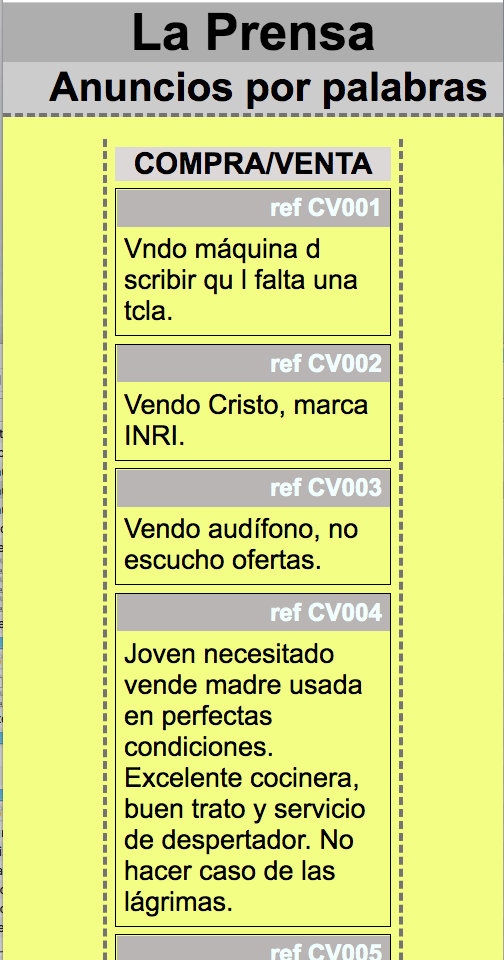 La Prensa
Anuncios por palabras
COMPRA/VENTA
ref CV001
Vndo máquina d
scribir qu l falta una
tcla.
ref CV002
Vendo Cristo, marca
INRI.
ref CV003
Vendo audífono, no
escucho ofertas.
ref CV004
Joven necesitado
vende madre usada
en perfectas
condiciones.
Excelente cocinera,
buen trato y servicio
de despertador. No
hacer caso de las
lágrimas.
ref CV005